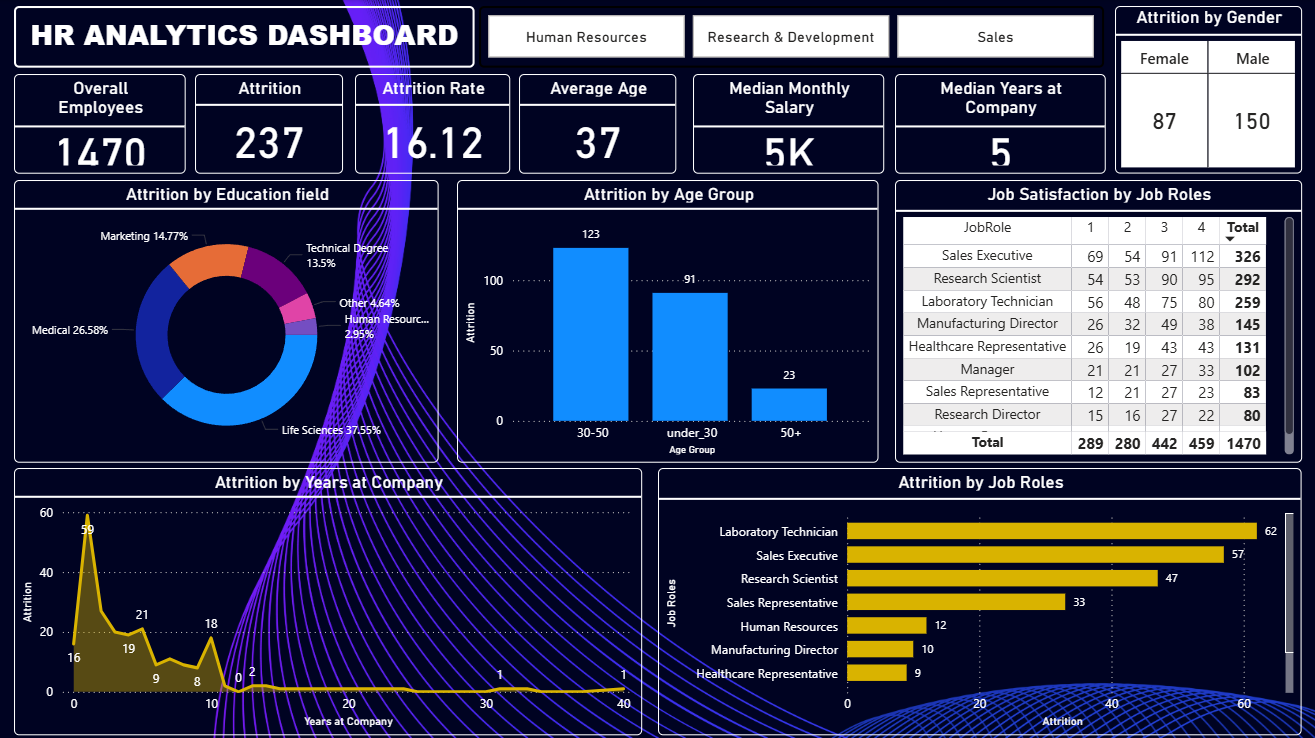 HR ANALYTICS DASHBOARD
Human Resources
Research & Development
Sales
Attrition by Gender
Female Male
87 150
Overall
Employees
1470
Attrition
237
Attrition Rate
16.12
Average Age
37
Median Monthly
Salary
5K
Median Years at
Company
5
Attrition by Education field
Marketing 14.77%
Technical Degree
13.5%
Other 4.64%
Human Resourc...
2.95%
Medical 26.58%
Life Sciences 37.55%
Attrition by Age Group
Attrition
100
50
0
123
91
23
30-50 under_30 50+
Age Group
Job Satisfaction by Job Roles
JobRole 1 2 3 4 Total
Sales Executive 69 54 91 112 326
Research Scientist 54 53 90 95 292
Laboratory Technician 56 48 75 80 259
Manufacturing Director 26 32 49 38 145
Healthcare Representative 26 19 43 43 131
Manager 21 21 27 33 102
Sales Representative 12 21 27 23 83
Research Director 15 16 27 22 80
Total 289 280 442 459 1470
Attrition by Years at Company
Attrition
60
40
20
0
59
16
19
21
9
8
18
0
2
1
1
0 10 20 30 40
Years at Company
Attrition by Job Roles
Job Roles
Laboratory Technician 62
Sales Executive 57
Research Scientist 47
Sales Representative 33
Human Resources 12
Manufacturing Director 10
Healthcare Representative 9
0 20 40 60
Attrition